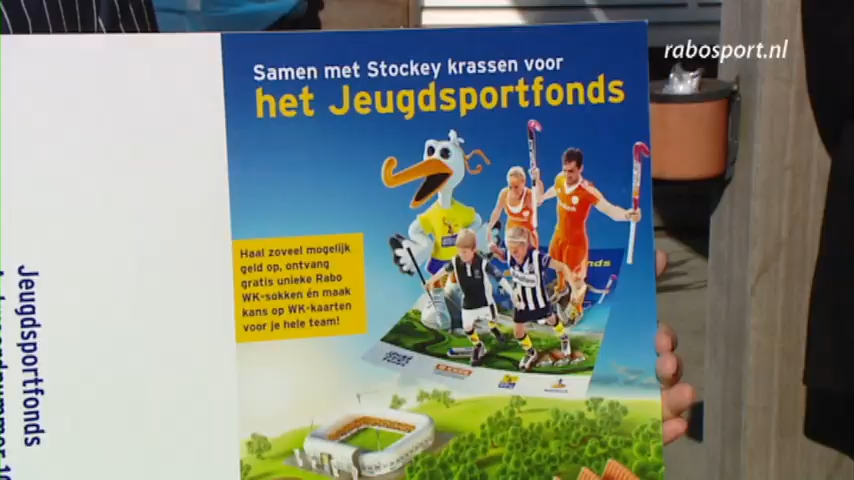 rabosport.nl
Samen met Stockey krassen voor
het Jeugdsportfonds
Haal zoveel mogelijk
geld op, ontvang
gratis unieke Rabo
WK-sokken én maak
kans op WK-kaarten
voor je hele team!
Jeugdsportfonds